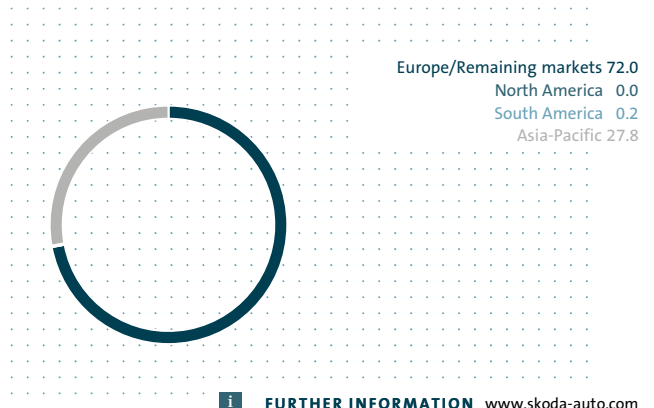 Europe/Remaining markets 72.0
North America 0.0
South America 0.2
Asia-Pacific 27.8
i FURTHER INFORMATION www.skoda-auto.com